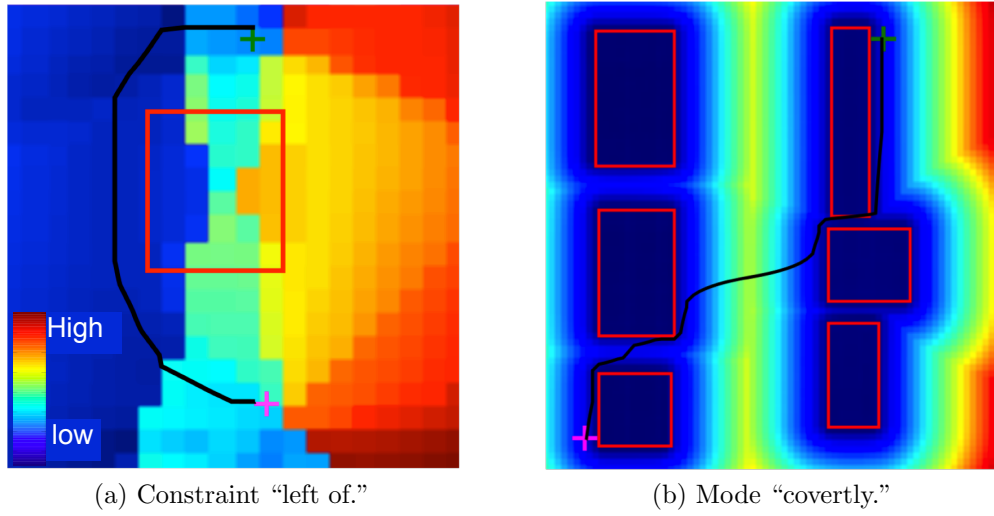 High
low
(a) Constraint “left of.”
(b) Mode “covertly.”